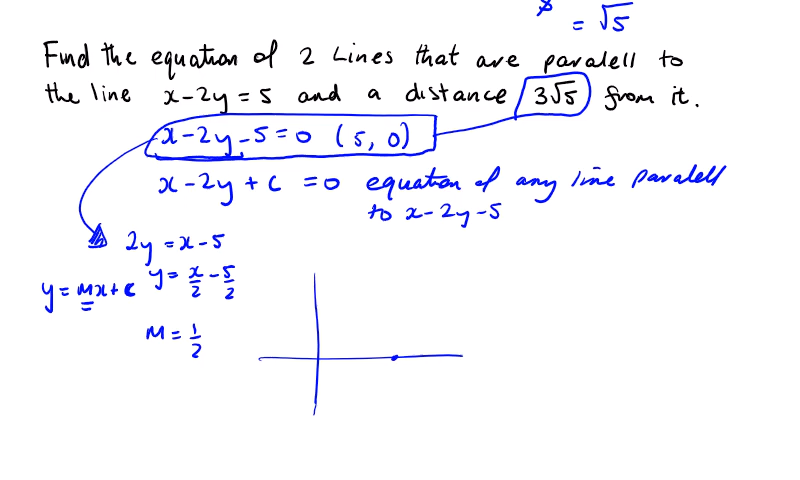 = √5
Find the equation of 2 Lines that are paralell to
the line x-2y=5 and a distance 3√5 from it.
x-2y-5=0 (5, 0)
x-2y+c =0 equation of any line paralell
to x-2y-5
2y=x-5
y=mx+c y= x/2 - 5/2
M = 1/2